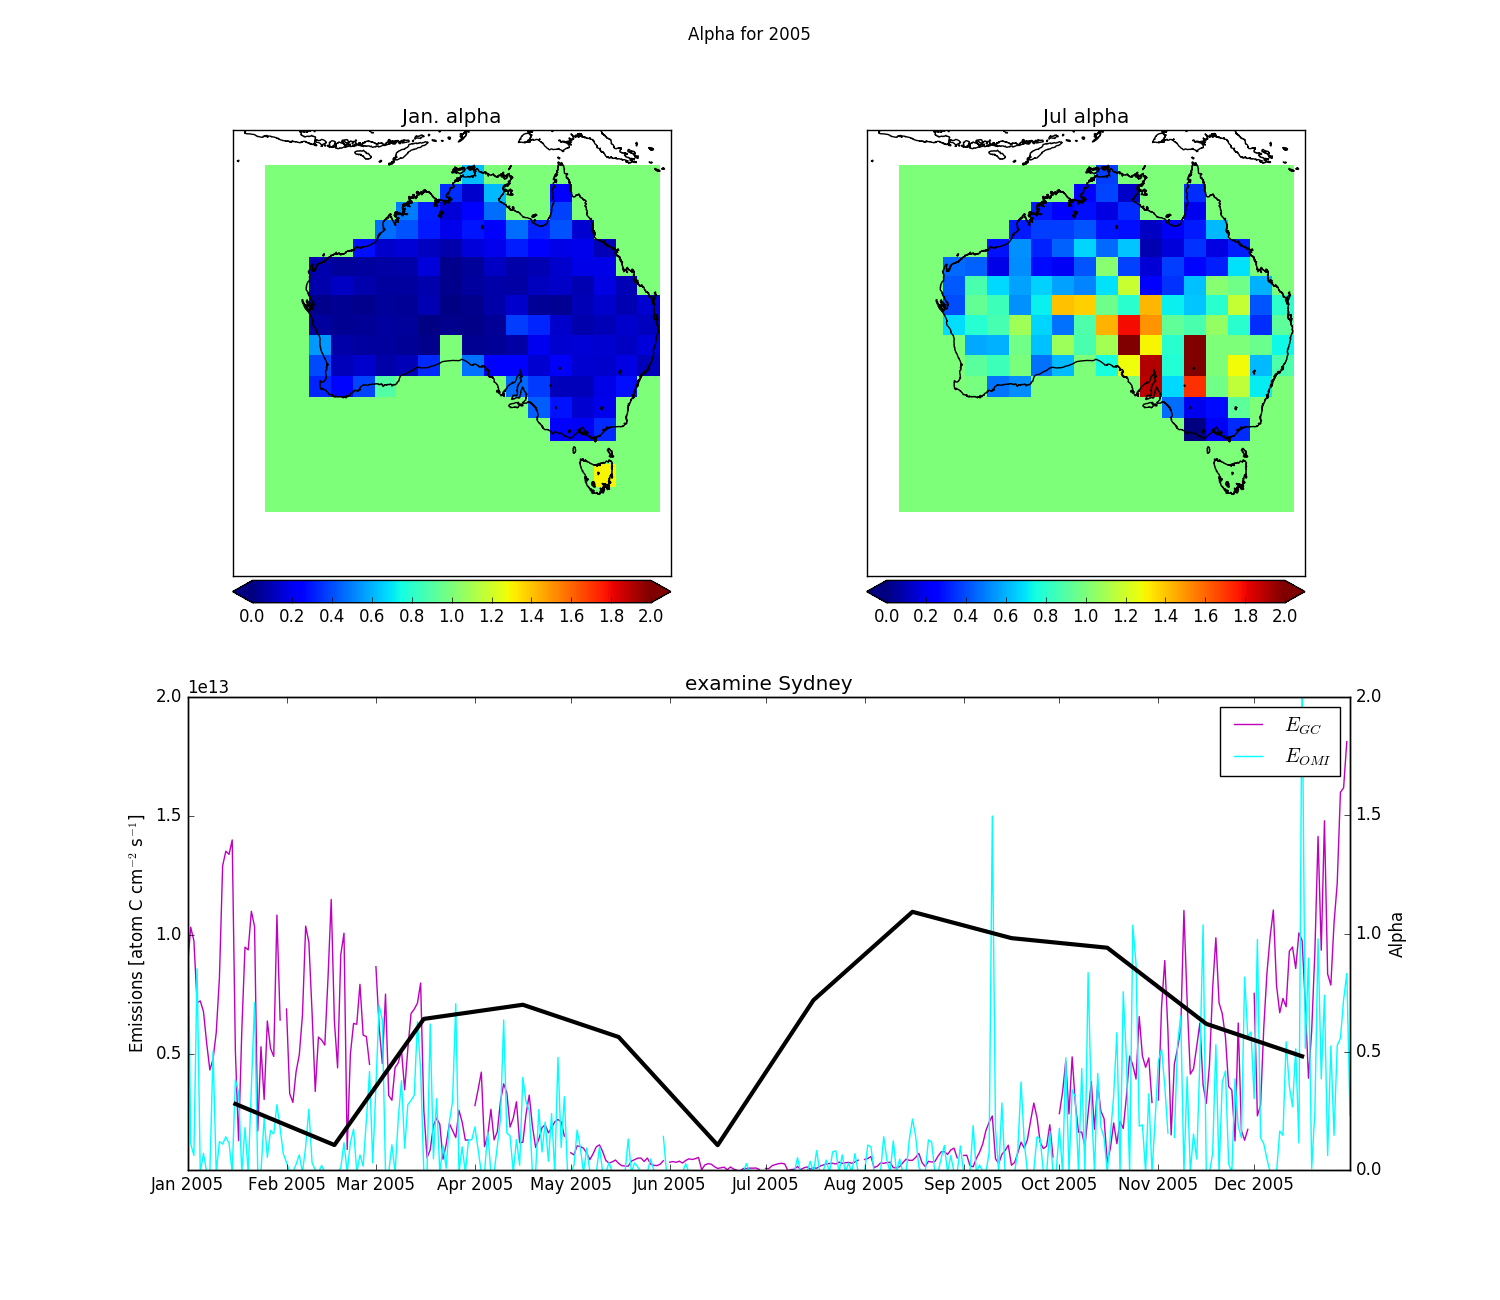 Alpha for 2005
Jan. alpha
Jul alpha
0.0 0.2 0.4 0.6 0.8 1.0 1.2 1.4 1.6 1.8 2.0
0.0 0.2 0.4 0.6 0.8 1.0 1.2 1.4 1.6 1.8 2.0
examine Sydney
1e13
2.0
1.5
1.0
0.5
Emissions [atom C cm⁻² s⁻¹]
E_GC
E_OMI
2.0
1.5
1.0
0.5
0.0
Alpha
Jan 2005 Feb 2005 Mar 2005 Apr 2005 May 2005 Jun 2005 Jul 2005 Aug 2005 Sep 2005 Oct 2005 Nov 2005 Dec 2005